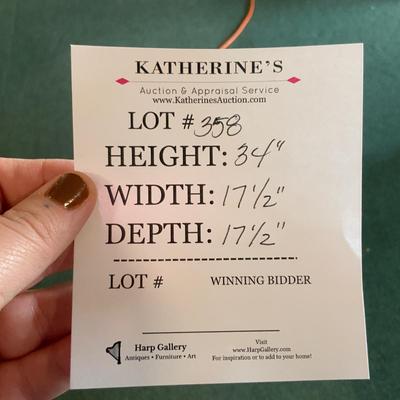 KATHERINE'S
Auction & Appraisal Service
www.KatherinesAuction.com
LOT # 358
HEIGHT: 34"
WIDTH: 17 1/2"
DEPTH: 17 1/2"
LOT # WINNING BIDDER
Harp Gallery
Antiques • Furniture • Art
Visit
www.HarpGallery.com
For inspiration or to add to your home!